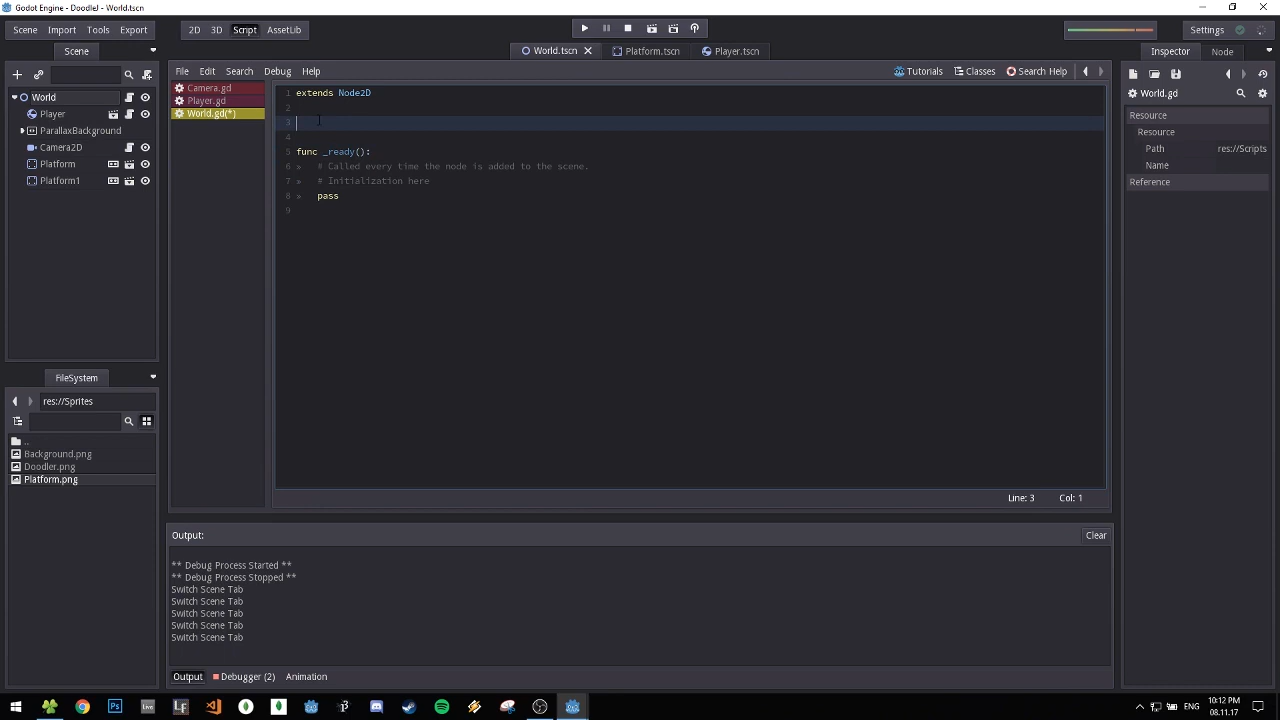 Godot Engine - DoodleJ - World.tscn
Scene Import Tools Export 2D 3D Script AssetLib Settings
Scene World.tscn Platform.tscn Player.tscn Inspector Node
File Edit Search Debug Help Tutorials Classes Search Help
World
Player
ParallaxBackground
Camera2D
Platform
Platform1
Camera.gd
Player.gd
World.gd(*)
1 extends Node2D
2
3
4
5 func _ready():
6 » # Called every time the node is added to the scene.
7 » # Initialization here
8 » pass
9
Line: 3 Col: 1
World.gd
Resource
Resource
Path res://Scripts
Name
Reference
FileSystem
res://Sprites
..
Background.png
Doodler.png
Platform.png
Output: Clear
** Debug Process Started **
** Debug Process Stopped **
Switch Scene Tab
Switch Scene Tab
Switch Scene Tab
Switch Scene Tab
Switch Scene Tab
Output Debugger (2) Animation
Ps Live LF ENG 10:12 PM
08.11.17